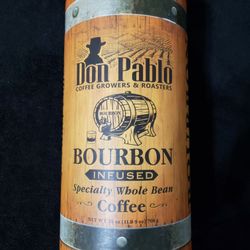 Don Pablo
COFFEE GROWERS & ROASTERS
BOURBON
BOURBON
INFUSED
Specialty Whole Bean
Coffee